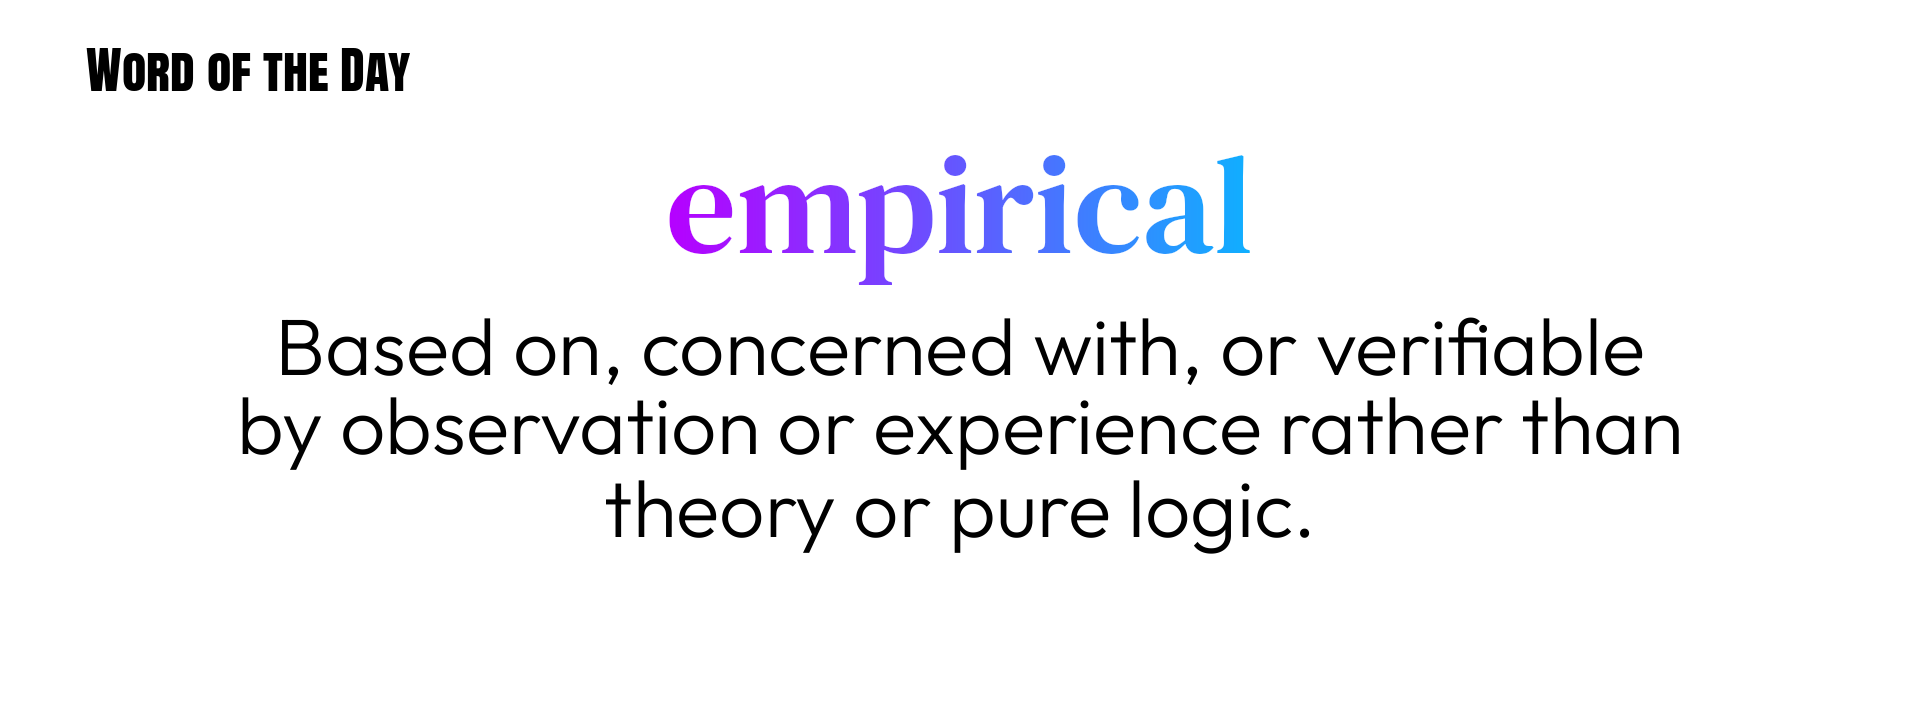 Word of the Day
empirical
Based on, concerned with, or verifiable
by observation or experience rather than
theory or pure logic.